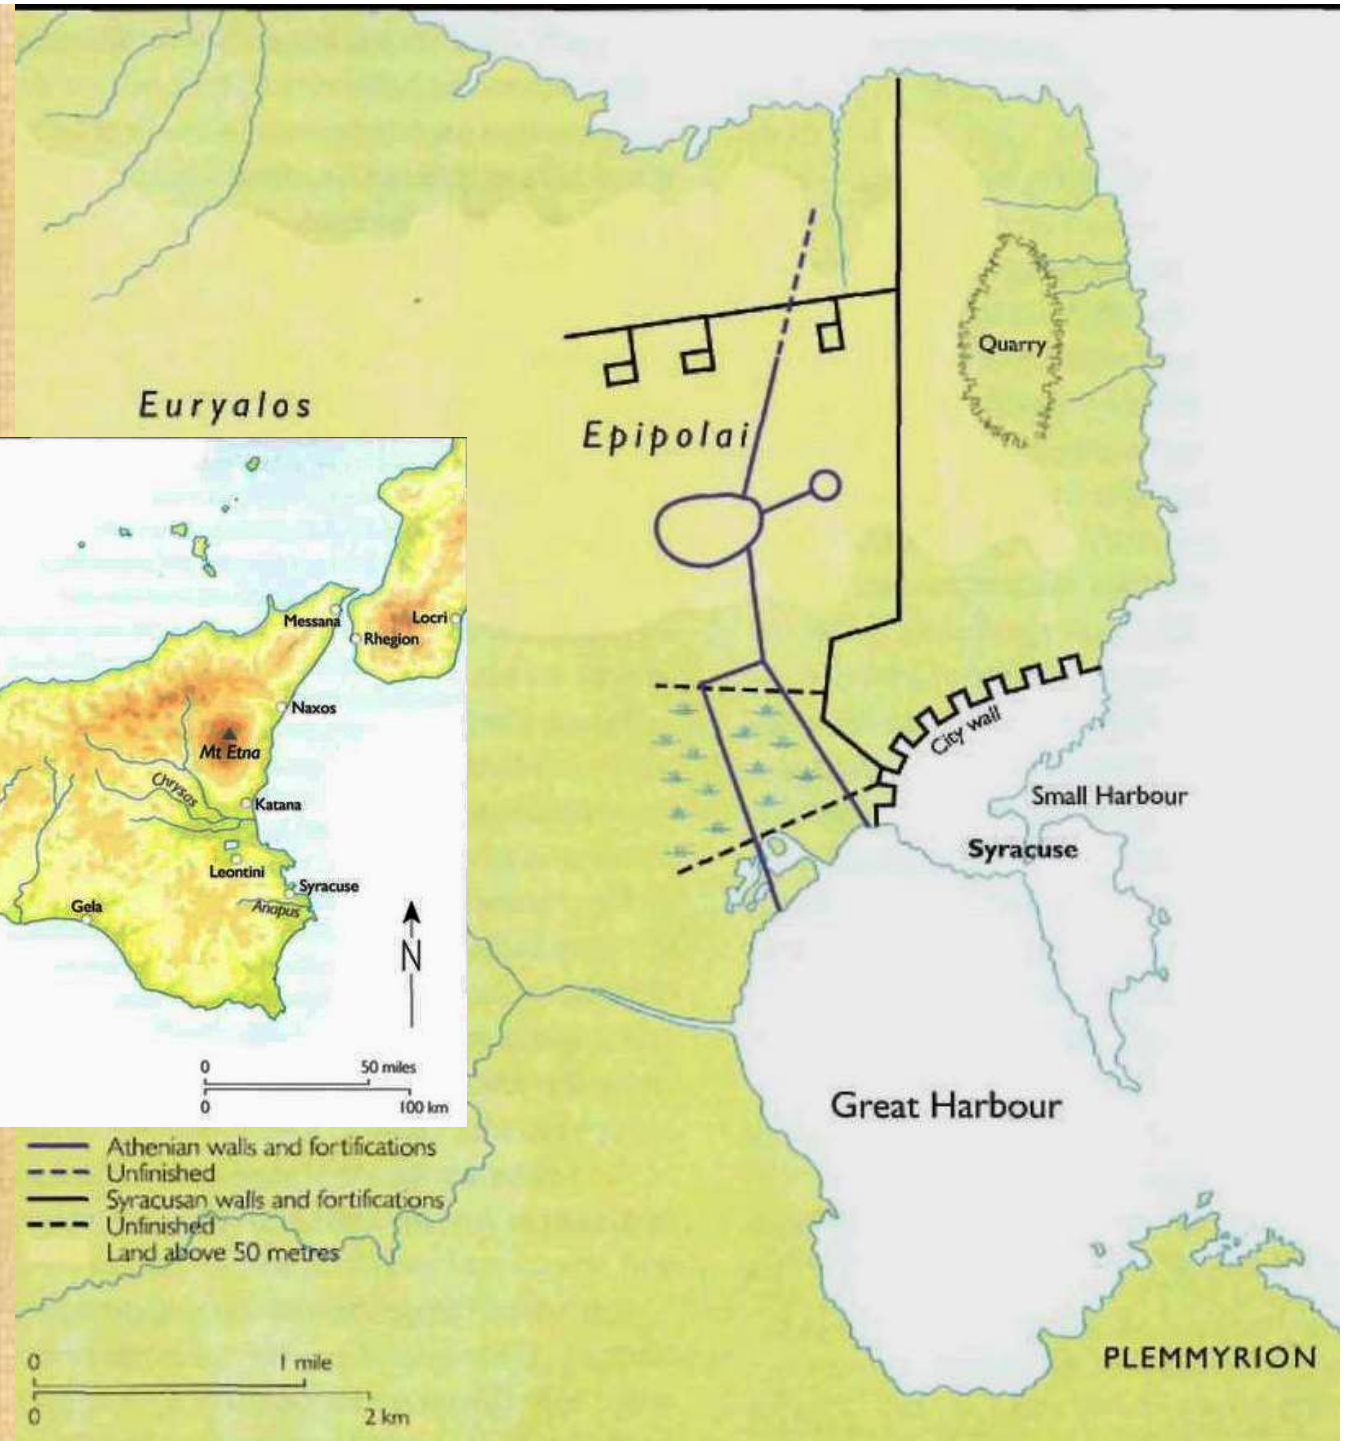 Quarry
Euryalos
Epipolai
Messana
Locri
Rhegion
Naxos
Mt Etna
City wall
Chrysas
Katana
Small Harbour
Syracuse
Leontini
Syracuse
Gela
Anapus
N
0 50 miles
0 100 km
Great Harbour
Athenian walls and fortifications
Unfinished
Syracusan walls and fortifications
Unfinished
Land above 50 metres
PLEMMYRION
0 1 mile
0 2 km